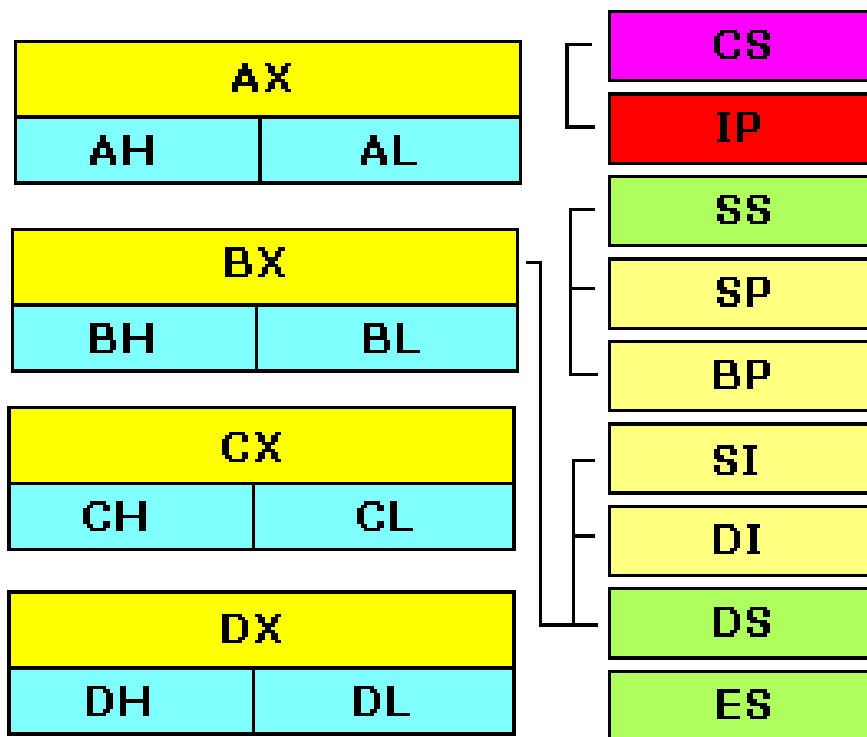 AX
AH AL
BX
BH BL
CX
CH CL
DX
DH DL
CS
IP
SS
SP
BP
SI
DI
DS
ES